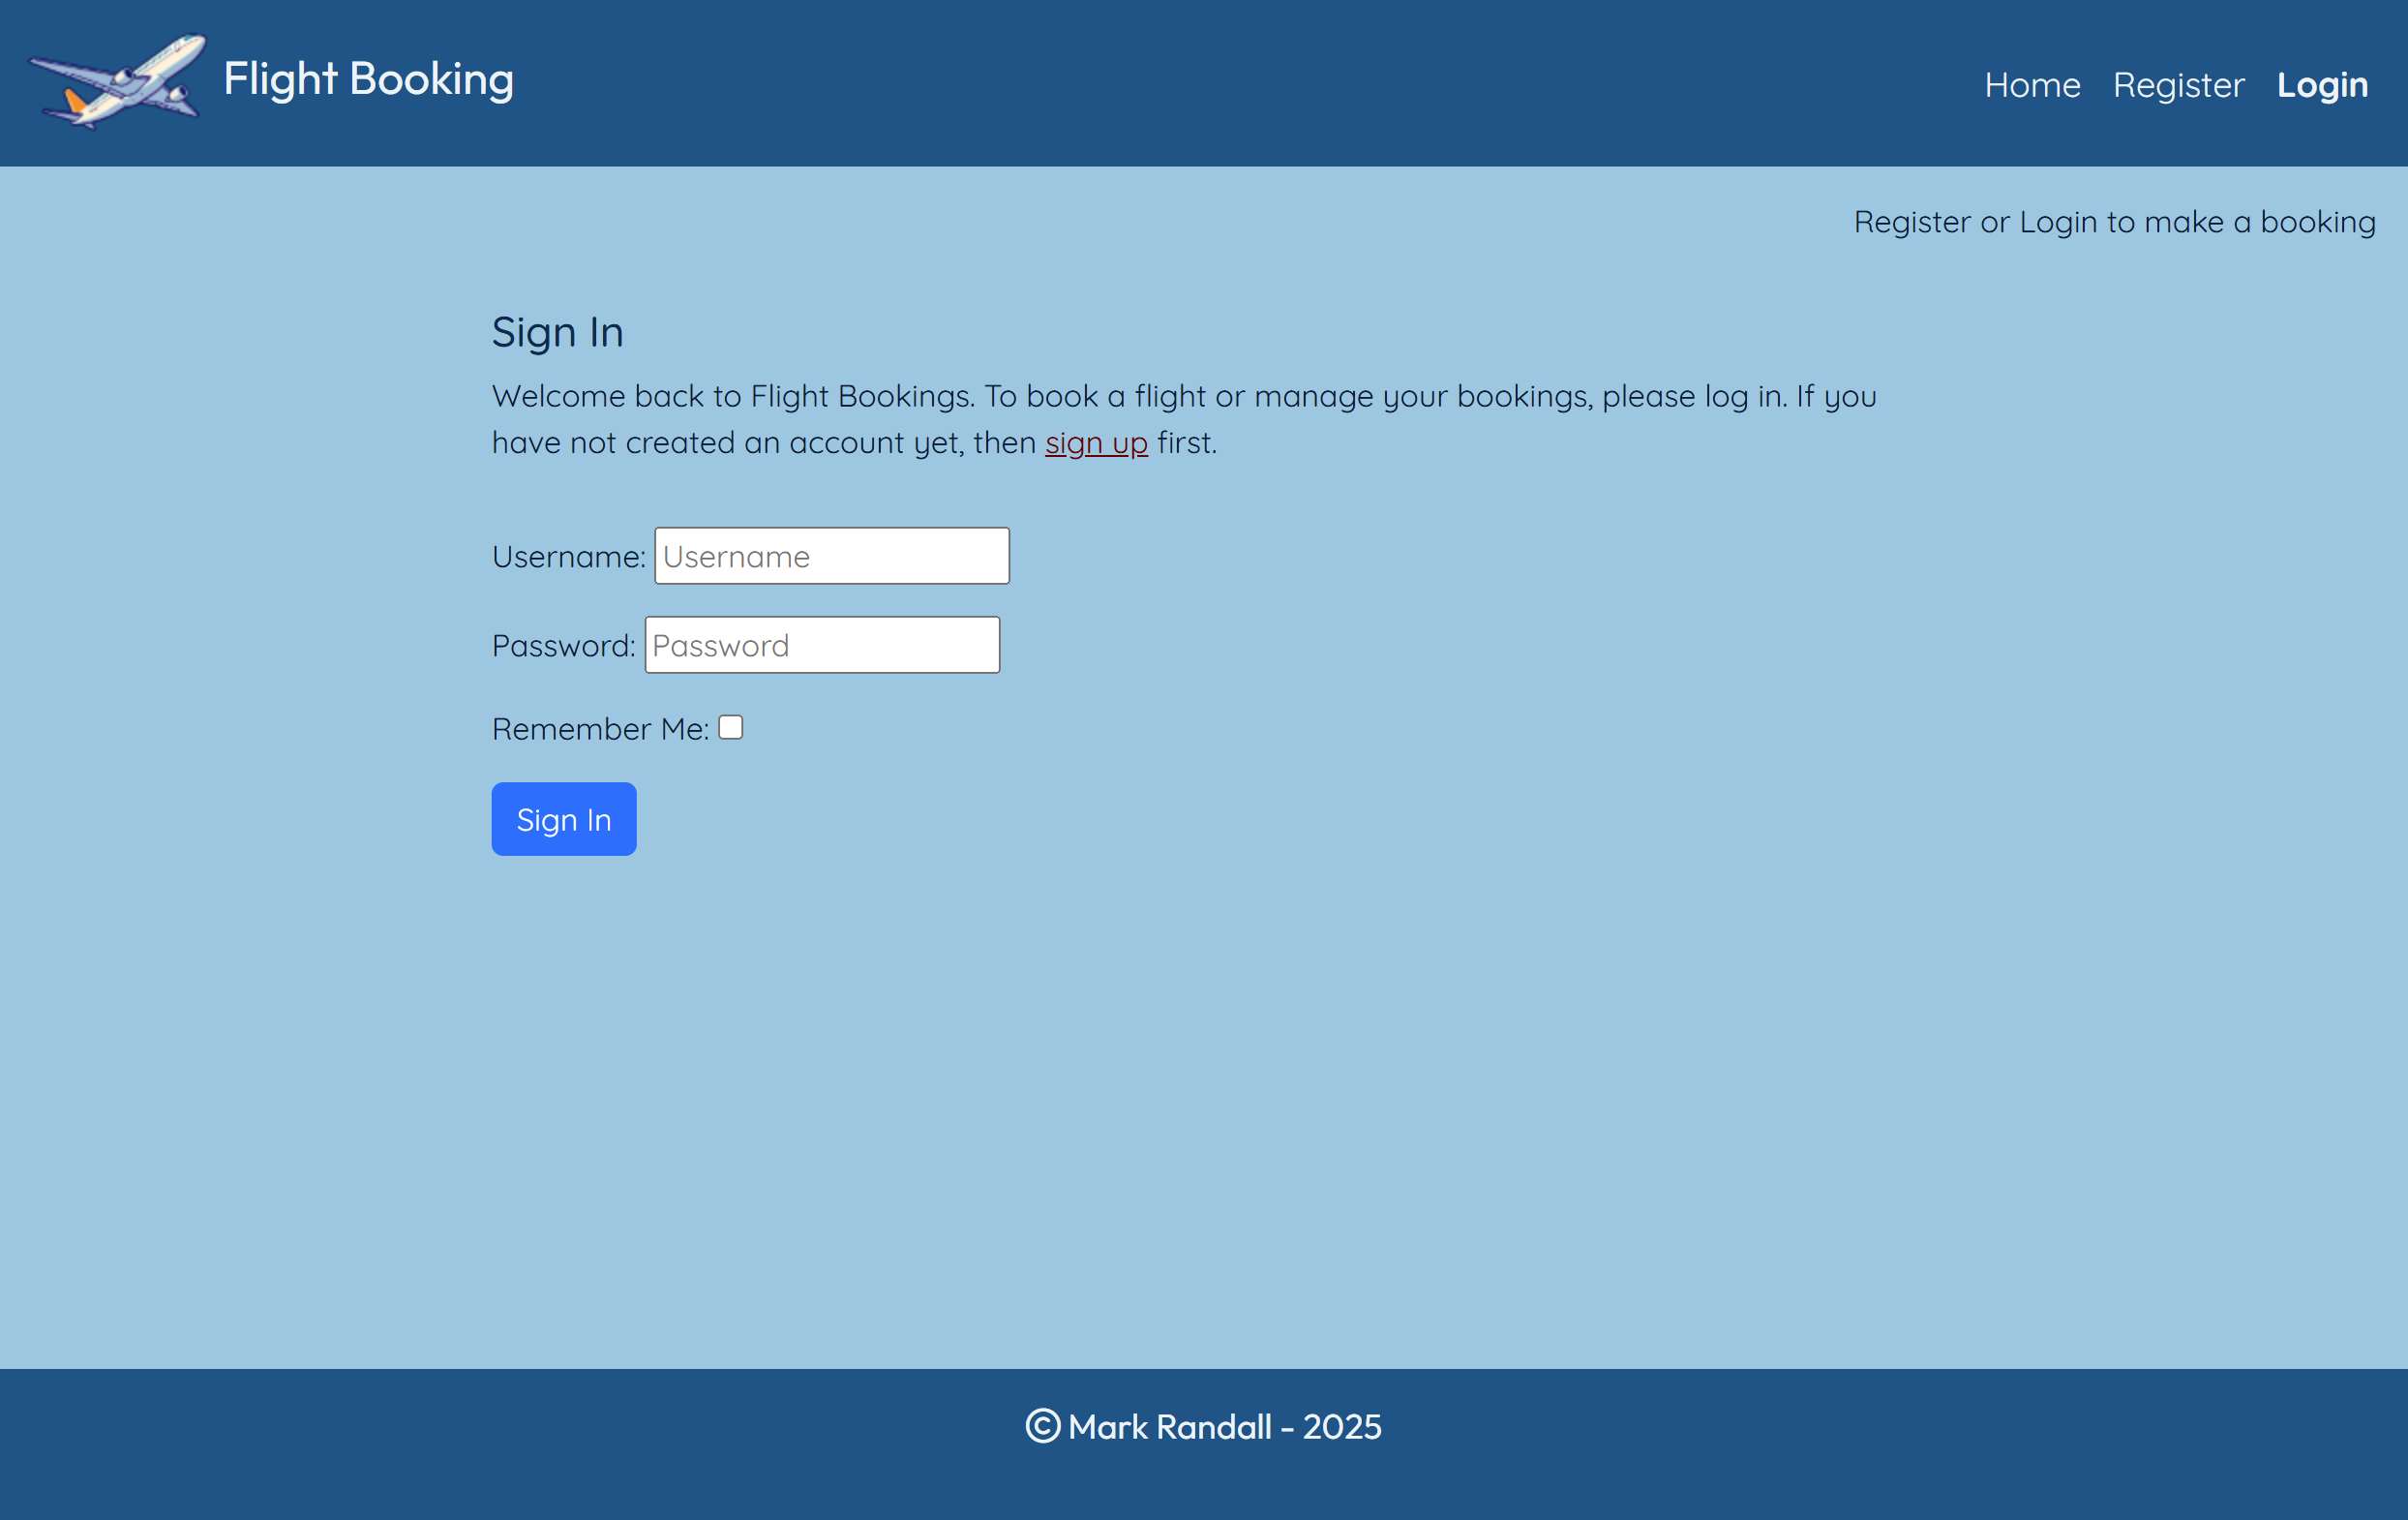 Flight Booking
Home Register Login
Register or Login to make a booking
Sign In
Welcome back to Flight Bookings. To book a flight or manage your bookings, please log in. If you
have not created an account yet, then sign up first.
Username: Username
Password: Password
Remember Me:
Sign In
© Mark Randall - 2025